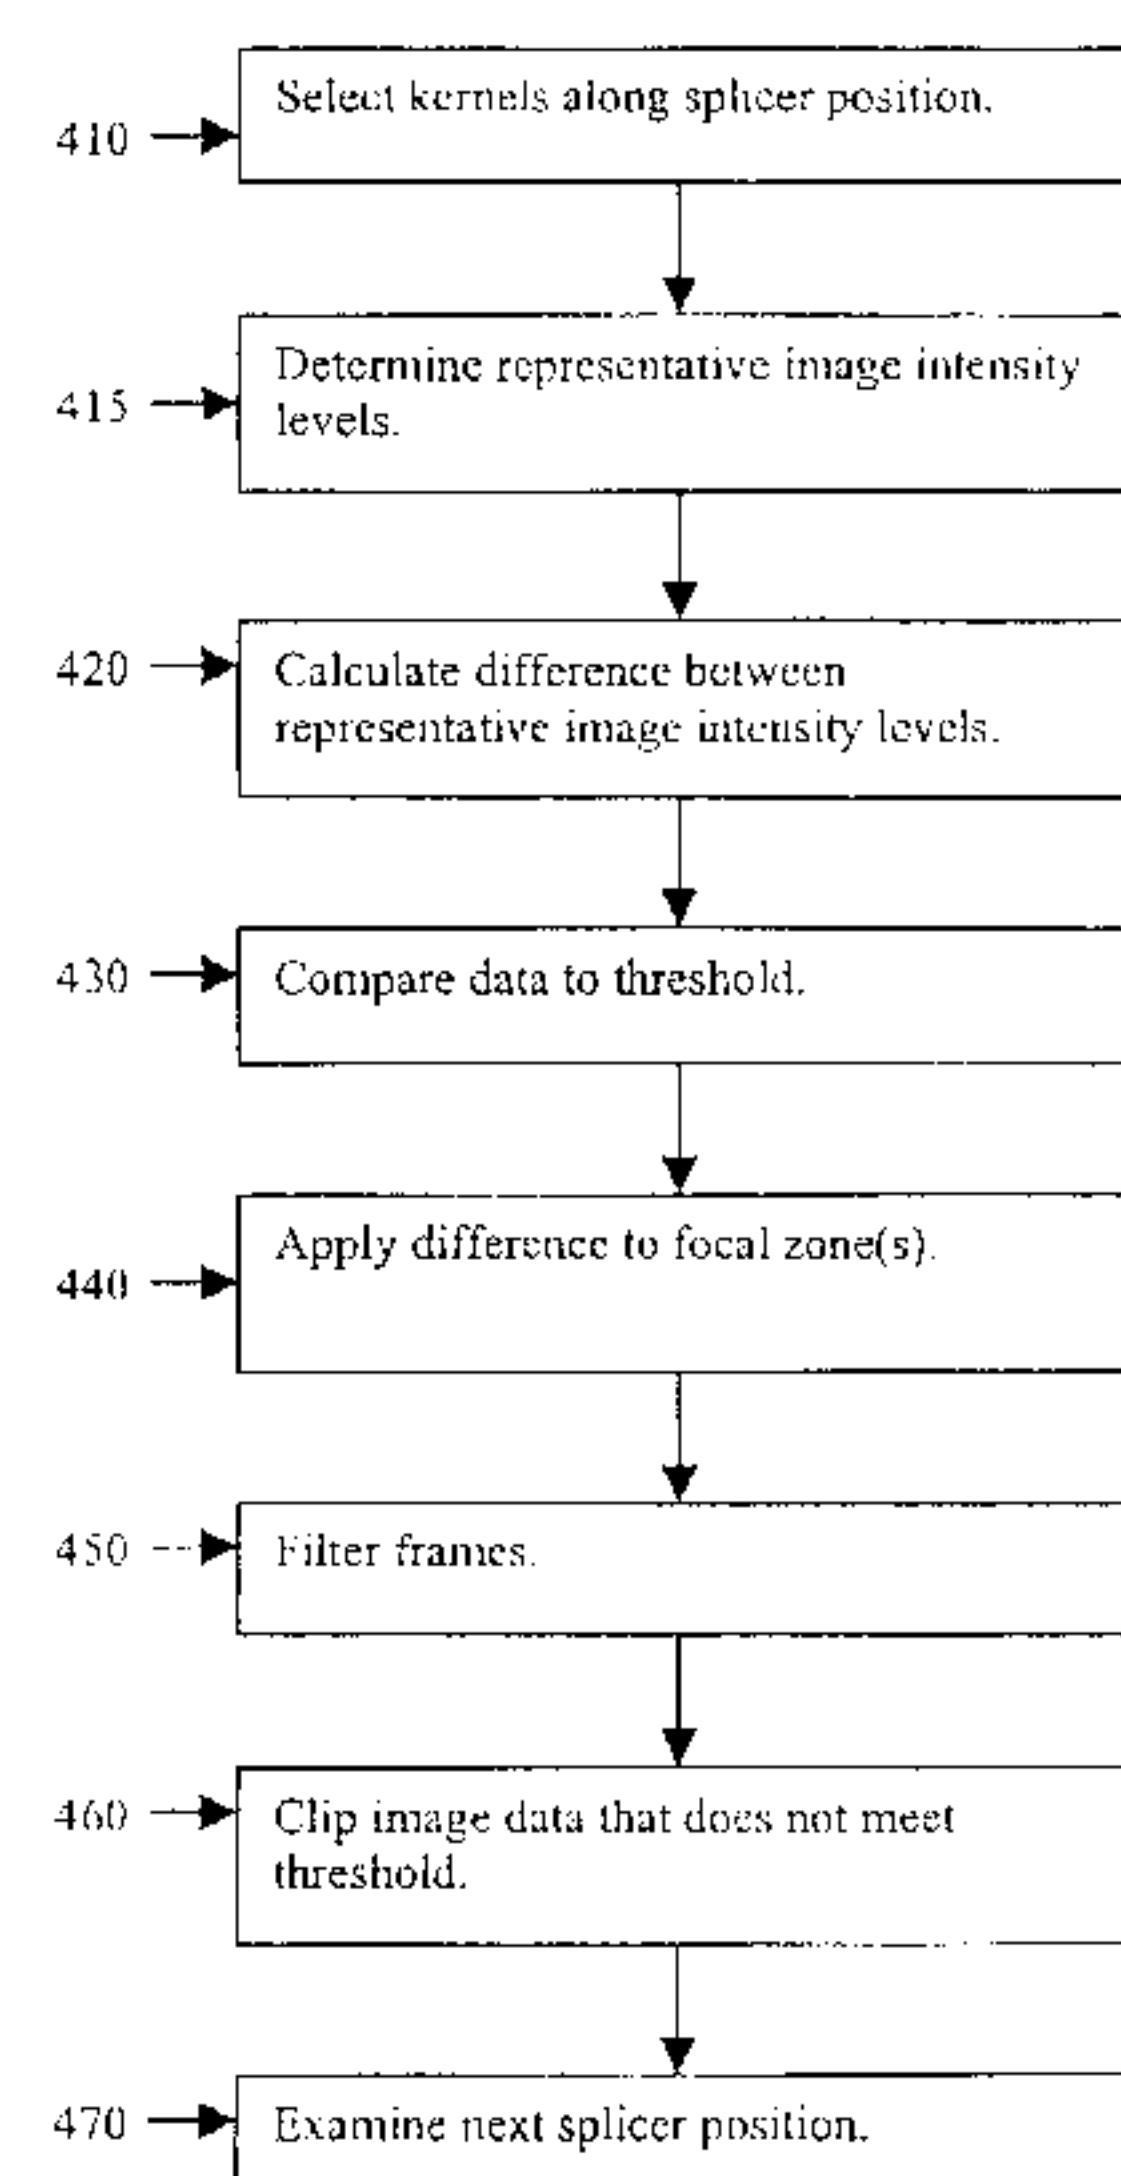 Select kernels along splicer position.
410
Determine representative image intensity
levels.
415
420
Calculate difference between
representative image intensity levels.
430
Compare data to threshold.
Apply difference to focal zone(s).
440
450
Filter frames.
460
Clip image data that does not meet
threshold.
470
Examine next splicer position.